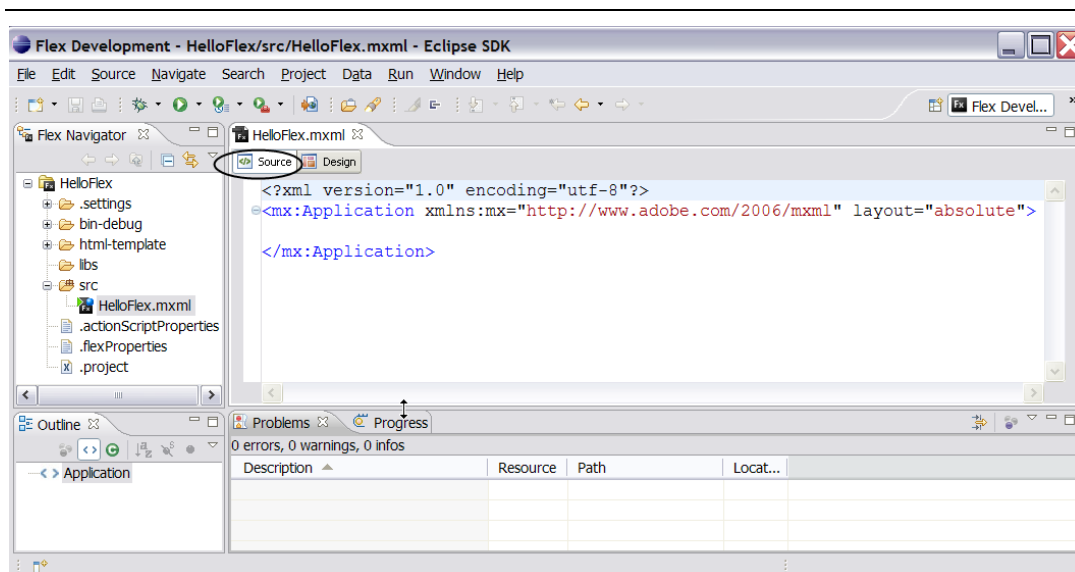 Flex Development - HelloFlex/src/HelloFlex.mxml - Eclipse SDK
File Edit Source Navigate Search Project Data Run Window Help
Flex Devel...
Flex Navigator
HelloFlex.mxml
Source Design
HelloFlex
.settings
bin-debug
html-template
libs
src
HelloFlex.mxml
.actionScriptProperties
.flexProperties
.project
<?xml version="1.0" encoding="utf-8"?>
<mx:Application xmlns:mx="http://www.adobe.com/2006/mxml" layout="absolute">
</mx:Application>
Outline
Application
Problems Progress
0 errors, 0 warnings, 0 infos
Description Resource Path Locat...